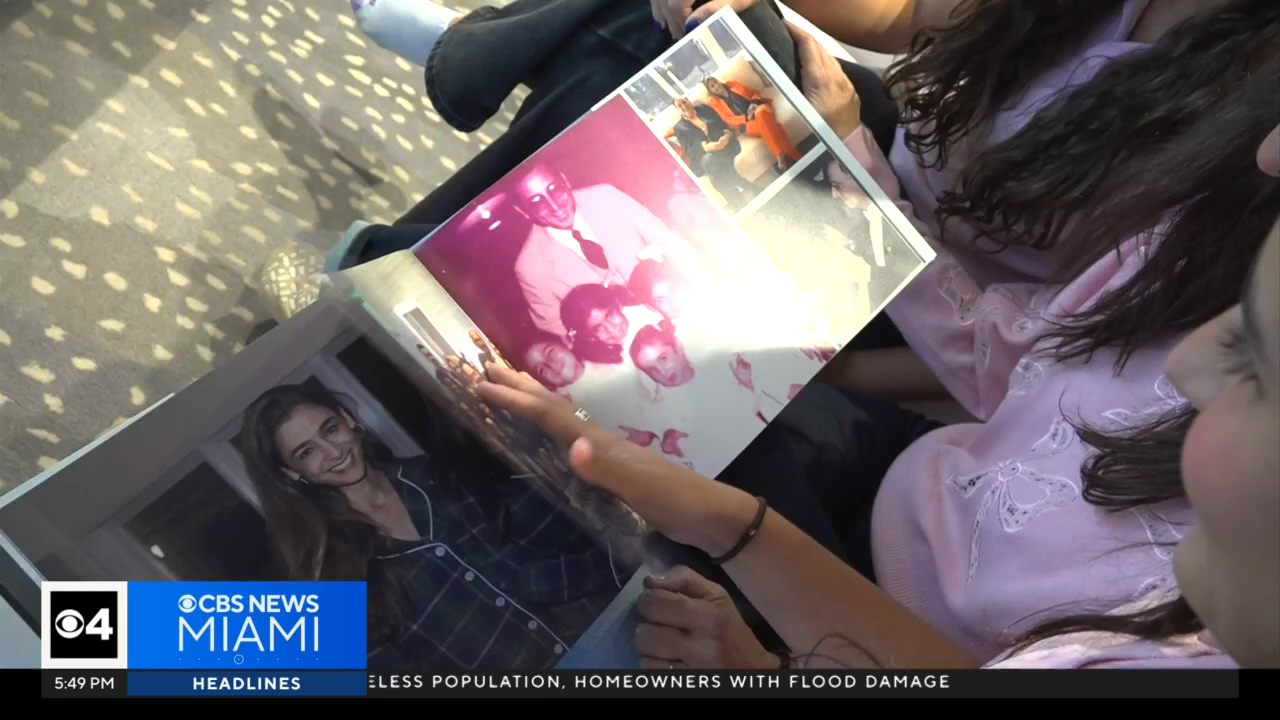 4
CBS NEWS
MIAMI
5:49 PM
HEADLINES
ELESS POPULATION, HOMEOWNERS WITH FLOOD DAMAGE